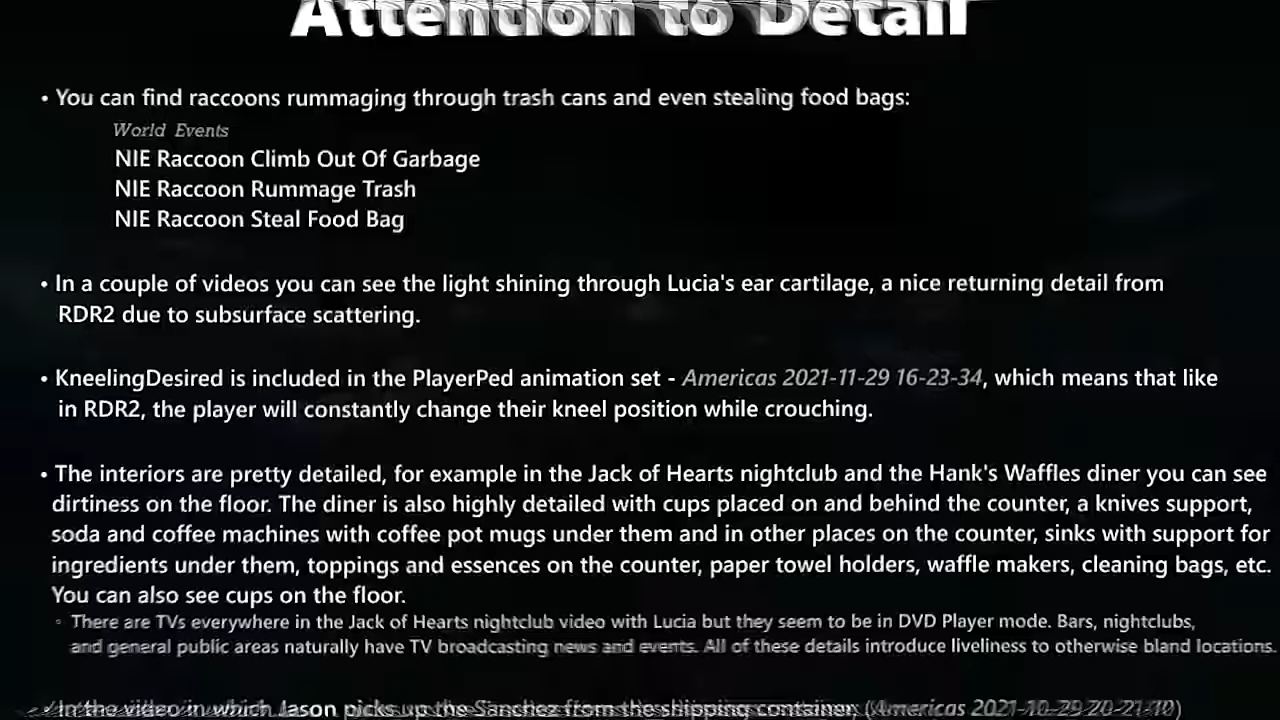 Attention to Detail
• You can find raccoons rummaging through trash cans and even stealing food bags:
World Events
NIE Raccoon Climb Out Of Garbage
NIE Raccoon Rummage Trash
NIE Raccoon Steal Food Bag
• In a couple of videos you can see the light shining through Lucia's ear cartilage, a nice returning detail from
RDR2 due to subsurface scattering.
• KneelingDesired is included in the PlayerPed animation set - Americas 2021-11-29 16-23-34, which means that like
in RDR2, the player will constantly change their kneel position while crouching.
• The interiors are pretty detailed, for example in the Jack of Hearts nightclub and the Hank's Waffles diner you can see
dirtiness on the floor. The diner is also highly detailed with cups placed on and behind the counter, a knives support,
soda and coffee machines with coffee pot mugs under them and in other places on the counter, sinks with support for
ingredients under them, toppings and essences on the counter, paper towel holders, waffle makers, cleaning bags, etc.
You can also see cups on the floor.
◦ There are TVs everywhere in the Jack of Hearts nightclub video with Lucia but they seem to be in DVD Player mode. Bars, nightclubs,
and general public areas naturally have TV broadcasting news and events. All of these details introduce liveliness to otherwise bland locations.
• In the video in which Jason picks up the Sanchez from the shipping container, (Americas 2021-10-29 20-21-10)